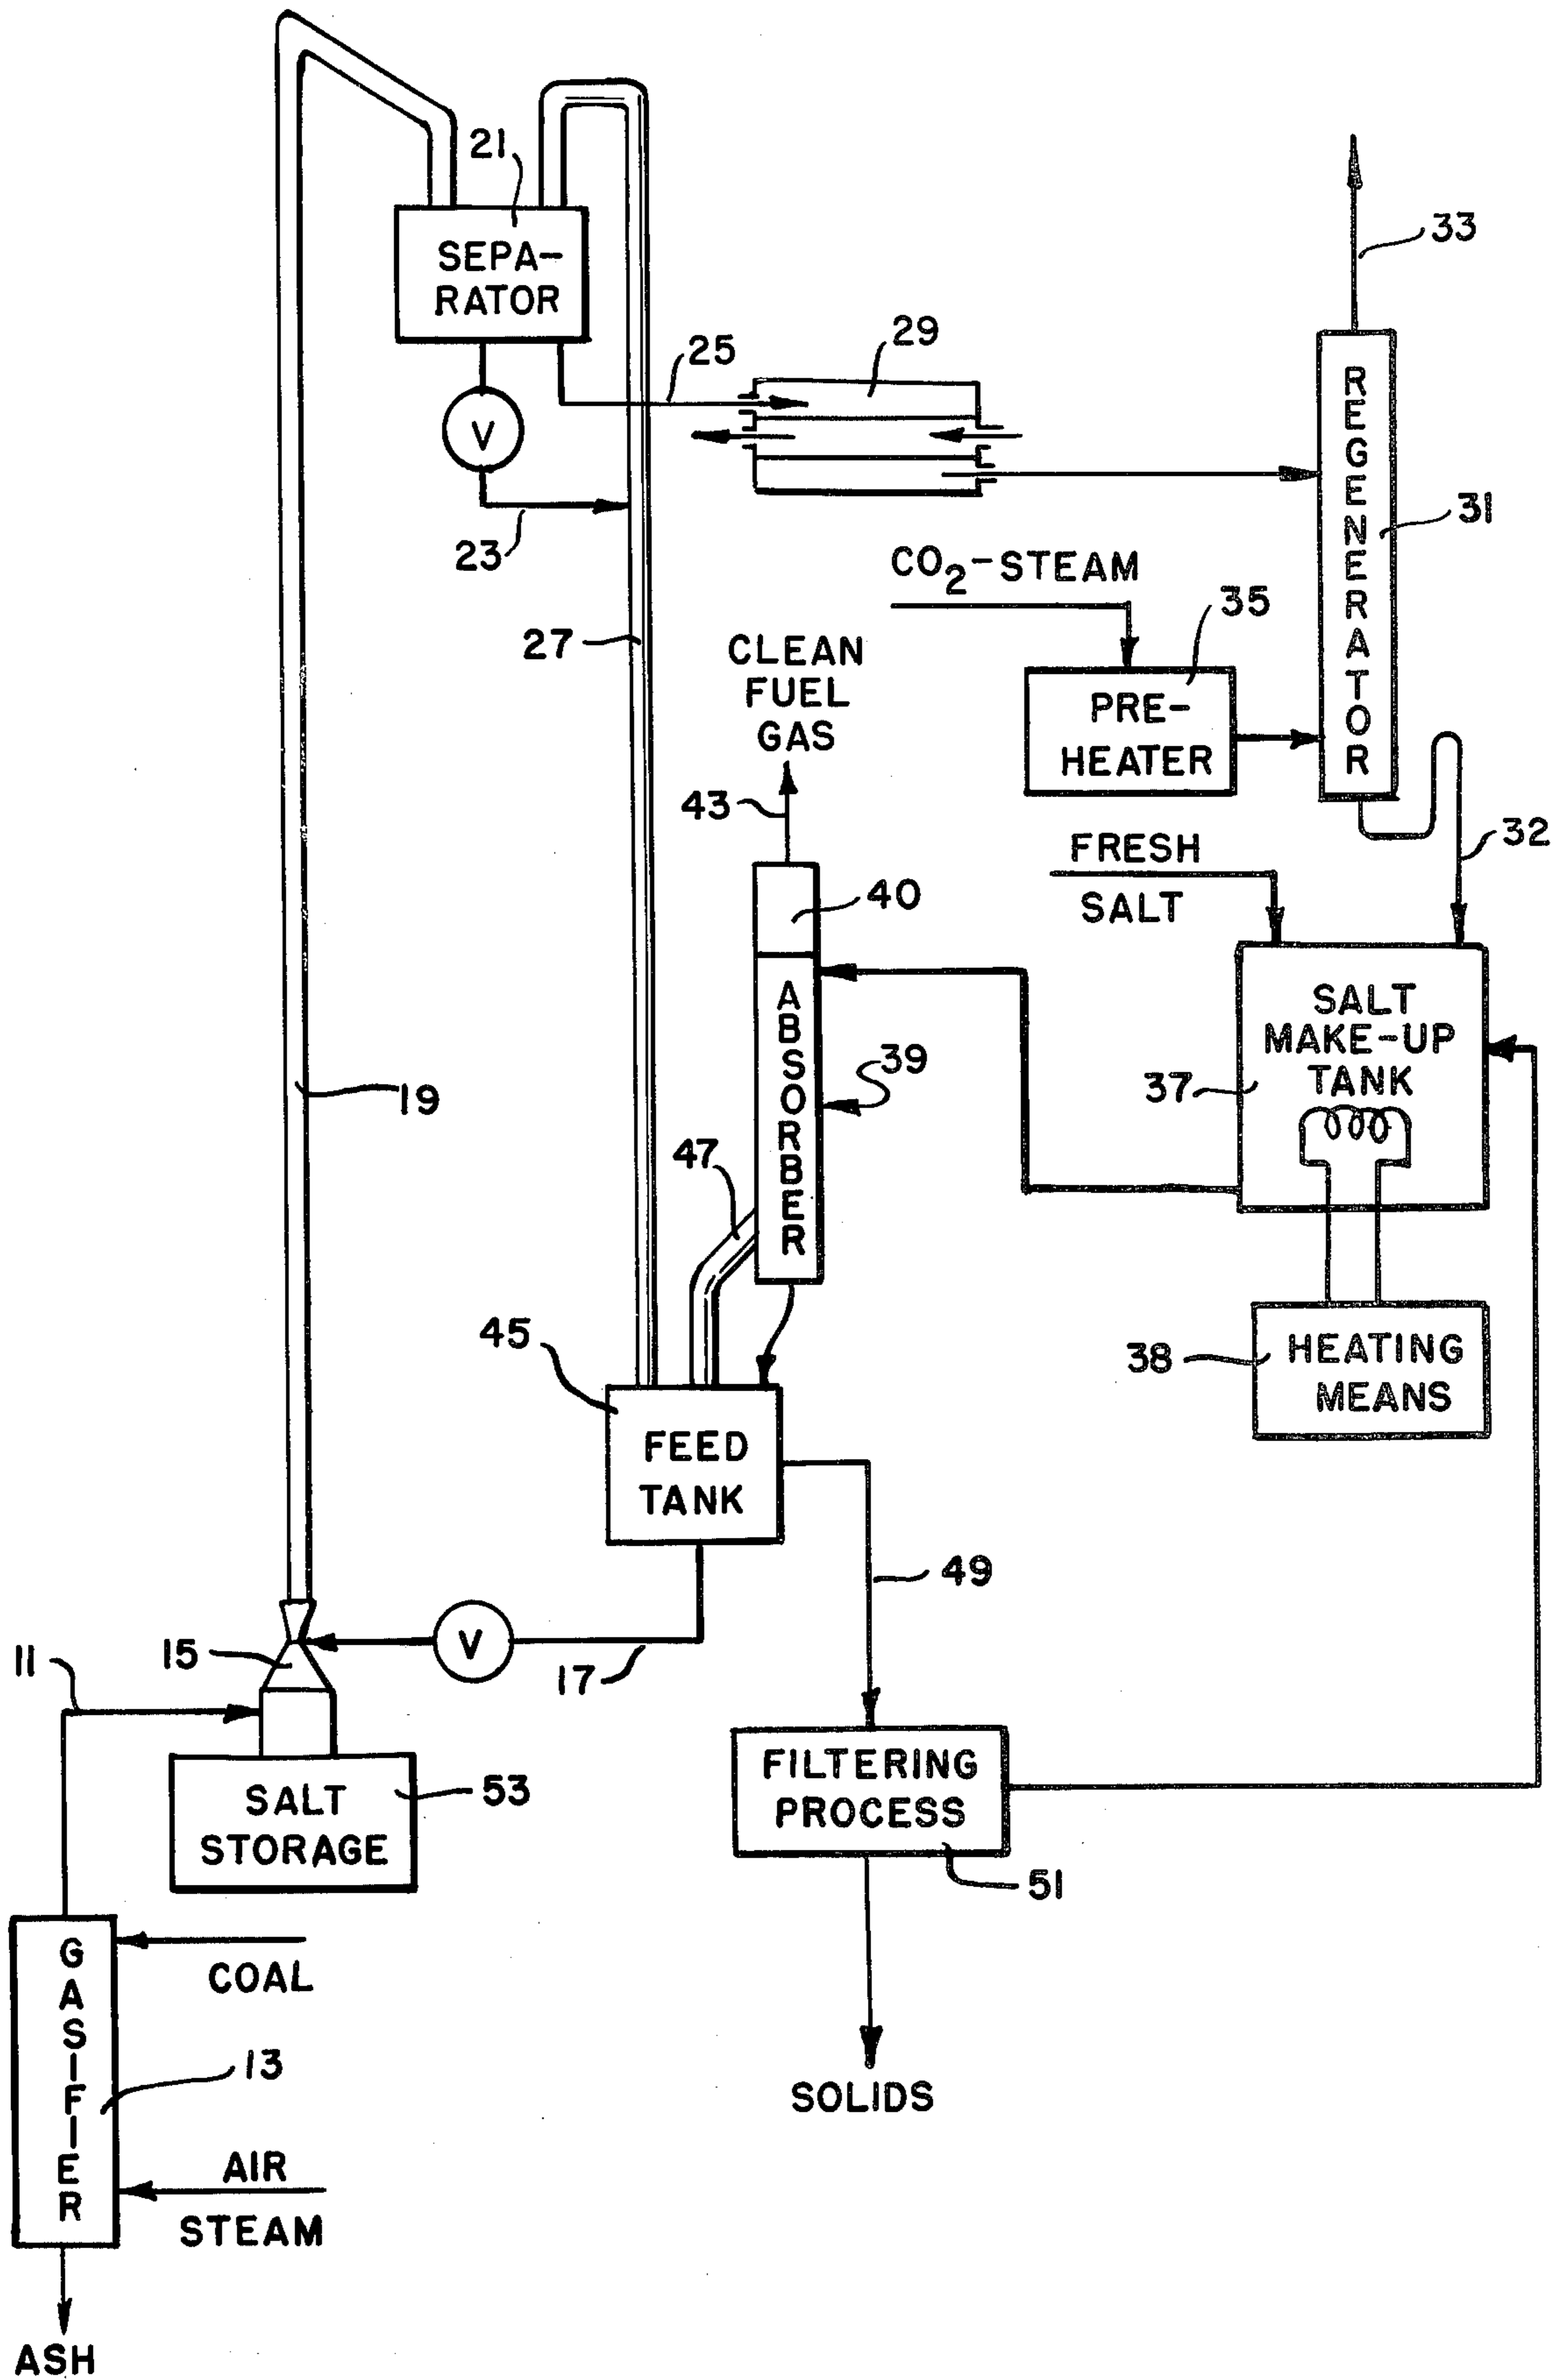 21
SEPA-
RATOR
33
25
29
V
23
REGENERATOR
31
CO2-STEAM
35
27
CLEAN
FUEL
GAS
PRE-
HEATER
43
32
FRESH
SALT
40
ABSORBER
39
SALT
MAKE-UP
TANK
37
19
47
45
38
HEATING
MEANS
FEED
TANK
49
11
15
V
17
FILTERING
PROCESS
51
SALT
STORAGE
53
GASIFIER
COAL
13
SOLIDS
AIR
STEAM
ASH